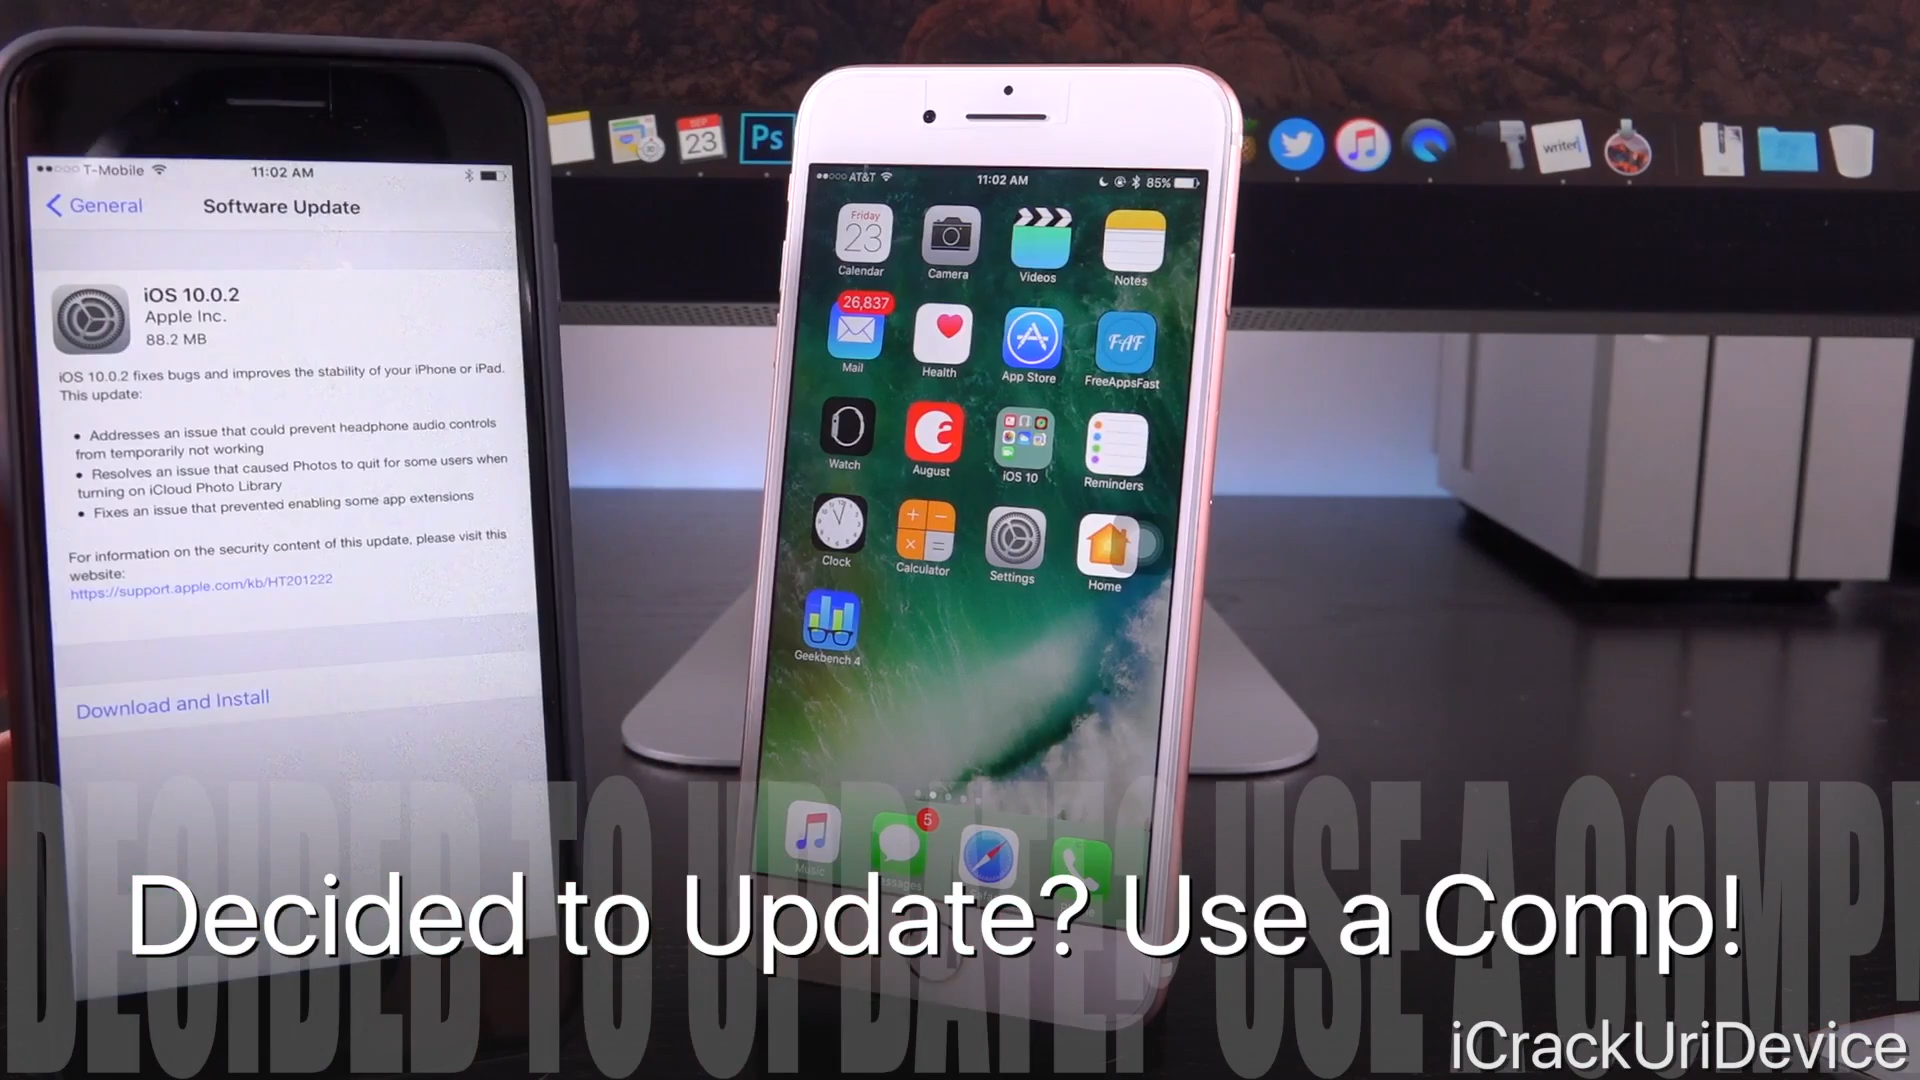 SEP
23
Ps
writer
T-Mobile
11:02 AM
General
Software Update
iOS 10.0.2
Apple Inc.
88.2 MB
iOS 10.0.2 fixes bugs and improves the stability of your iPhone or iPad.
This update:
• Addresses an issue that could prevent headphone audio controls
from temporarily not working
• Resolves an issue that caused Photos to quit for some users when
turning on iCloud Photo Library
• Fixes an issue that prevented enabling some app extensions
For information on the security content of this update, please visit this
website:
https://support.apple.com/kb/HT201222
Download and Install
AT&T
11:02 AM
85%
Friday
23
Calendar
Camera
Videos
Notes
26,837
FAF
Mail
Health
App Store
FreeAppsFast
Watch
August
iOS 10
Reminders
Clock
Calculator
Settings
Home
Geekbench 4
5
Music
DECIDED TO UPDATE? USE A COMP!
Decided to Update? Use a Comp!
iCrackUriDevice